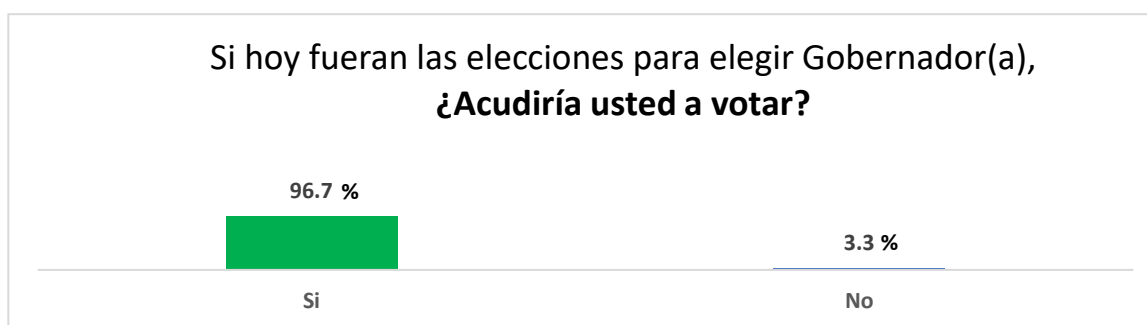 Si hoy fueran las elecciones para elegir Gobernador(a),
¿Acudiría usted a votar?
96.7 %
3.3 %
Si
No